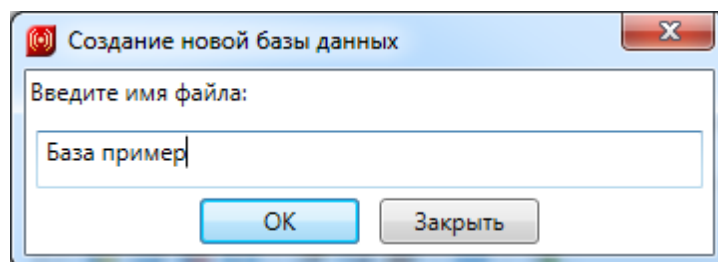 Создание новой базы данных
Введите имя файла:
База пример
OK Закрыть